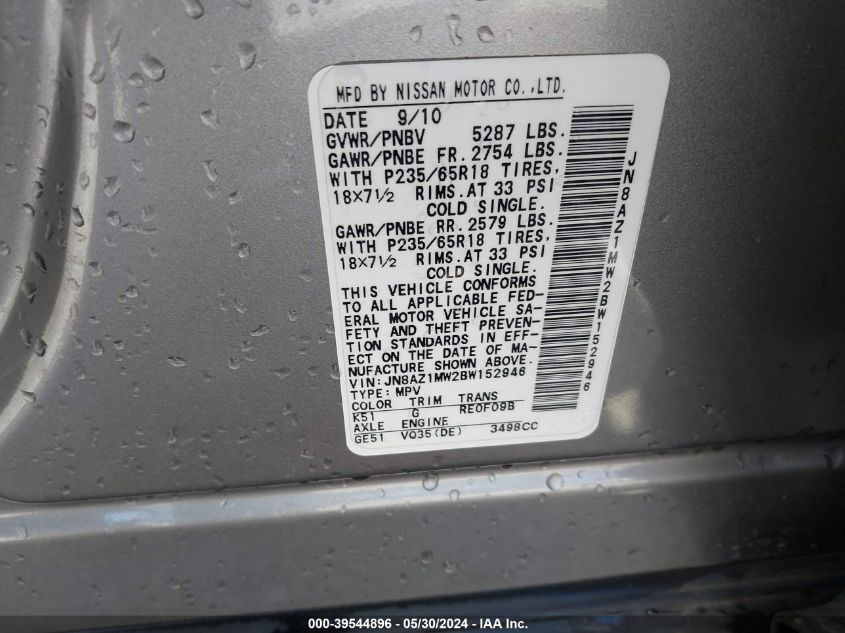 MFD BY NISSAN MOTOR CO.,LTD.
DATE 9/10
GVWR/PNBV 5287 LBS.
GAWR/PNBE FR. 2754 LBS.
WITH P235/65R18 TIRES,
18X7½ RIMS.AT 33 PSI
COLD SINGLE.
GAWR/PNBE RR. 2579 LBS.
WITH P235/65R18 TIRES,
18X7½ RIMS.AT 33 PSI
COLD SINGLE.
THIS VEHICLE CONFORMS
TO ALL APPLICABLE FED-
ERAL MOTOR VEHICLE SA-
FETY AND THEFT PREVEN-
TION STANDARDS IN EFF-
ECT ON THE DATE OF MA-
NUFACTURE SHOWN ABOVE.
VIN:JN8AZ1MW2BW152946
TYPE:MPV
COLOR TRIM TRANS
K51 G RE0F09B
AXLE ENGINE
GE51 VQ35(DE) 3498CC
JN8AZ1MW2BW152946
000-39544896 - 05/30/2024 - IAA Inc.